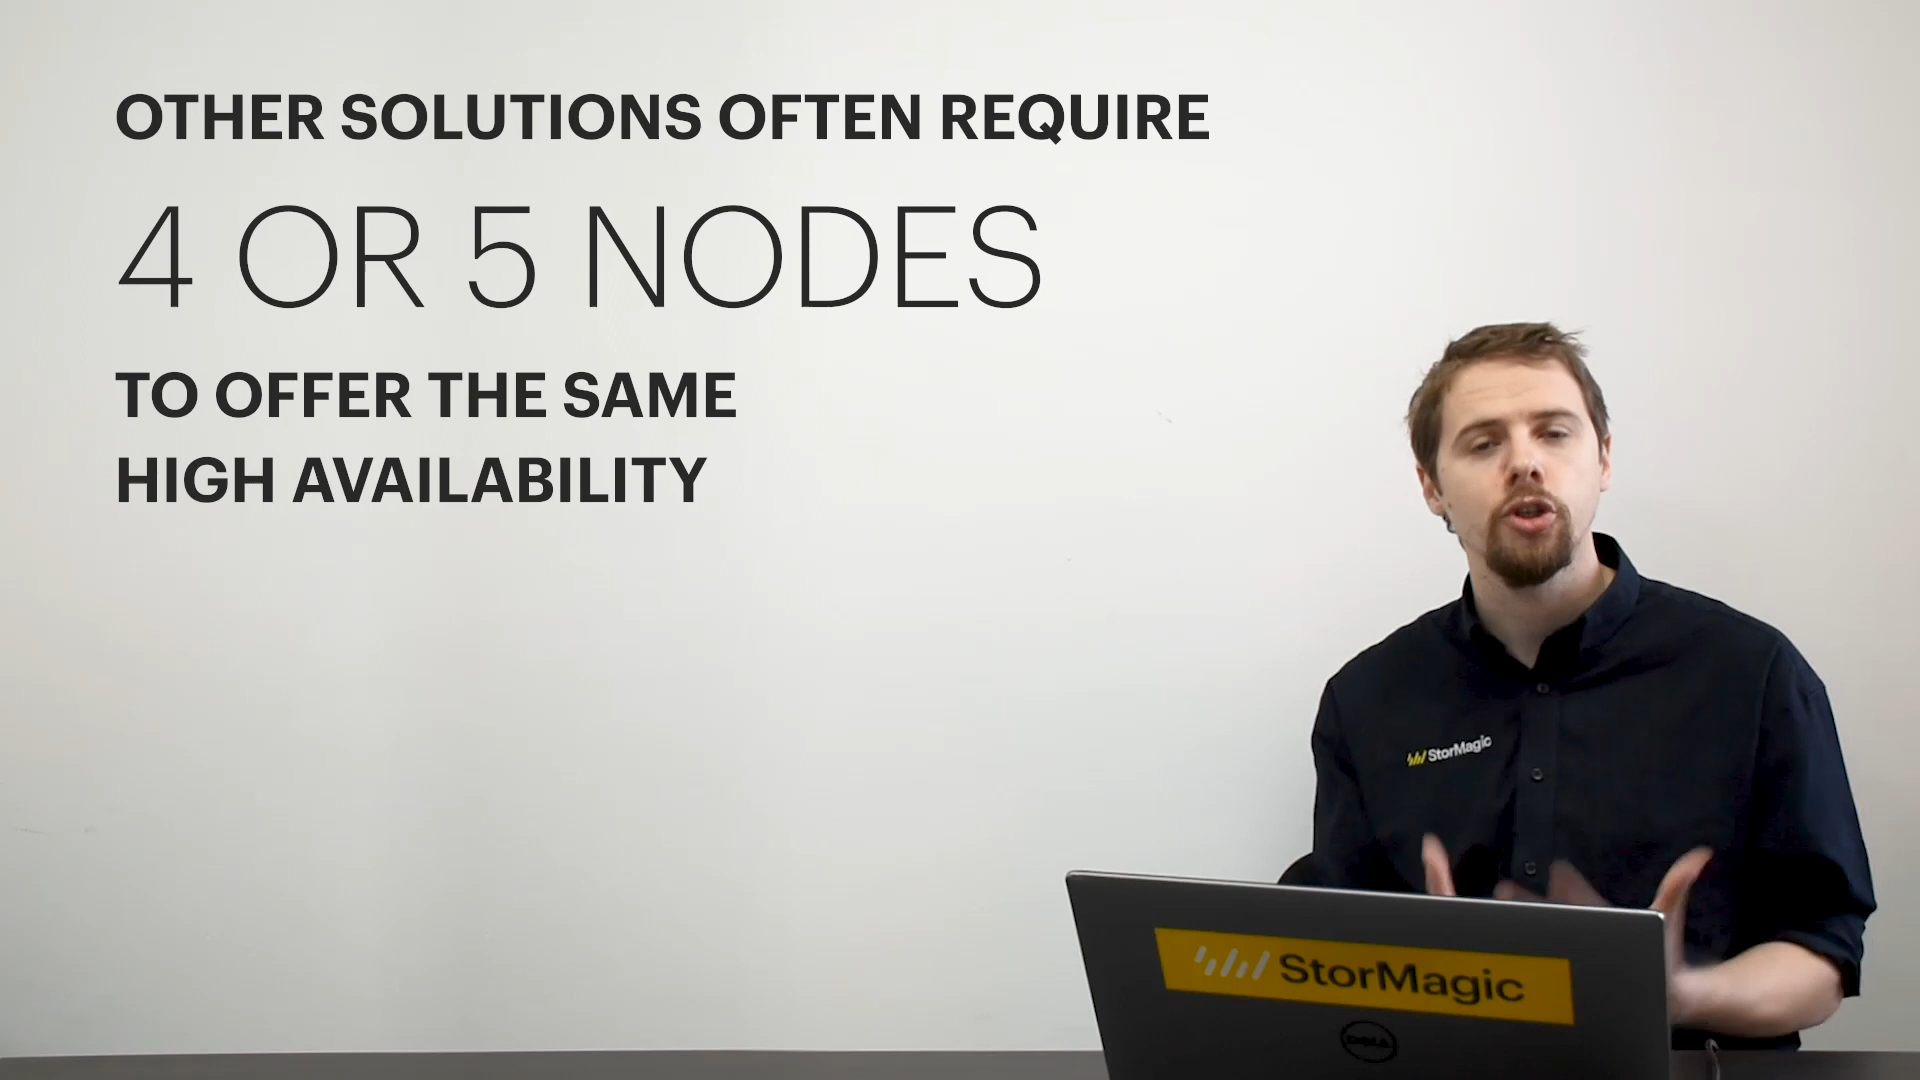 OTHER SOLUTIONS OFTEN REQUIRE
4 OR 5 NODES
TO OFFER THE SAME
HIGH AVAILABILITY
StorMagic
StorMagic
DELL